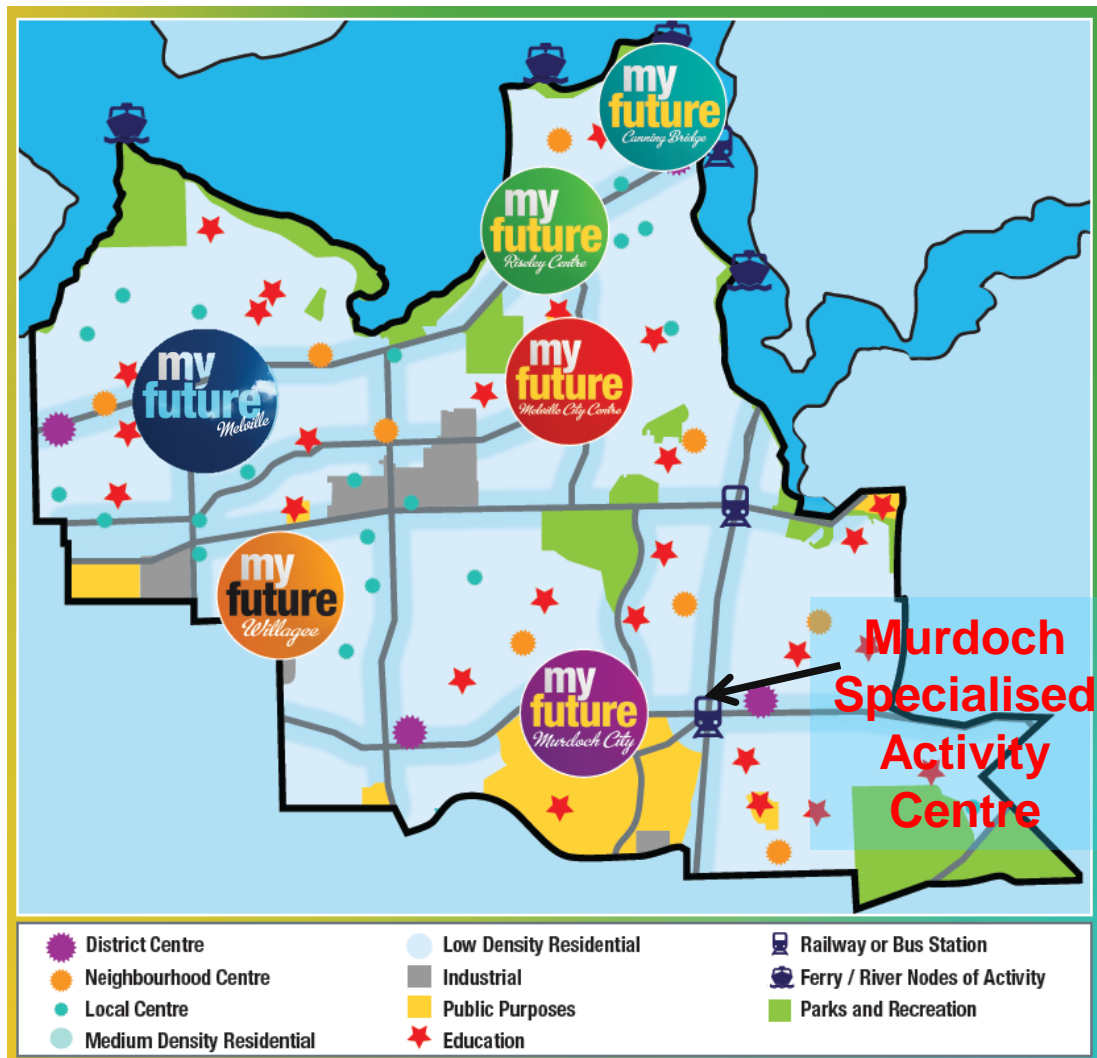 my
future
Canning Bridge
my
future
Riseley Centre
my
future
Melville
my
future
Melville City Centre
my
future
Willagee
my
future
Murdoch City
Murdoch
Specialised
Activity
Centre
District Centre
Neighbourhood Centre
Local Centre
Medium Density Residential
Low Density Residential
Industrial
Public Purposes
Education
Railway or Bus Station
Ferry / River Nodes of Activity
Parks and Recreation